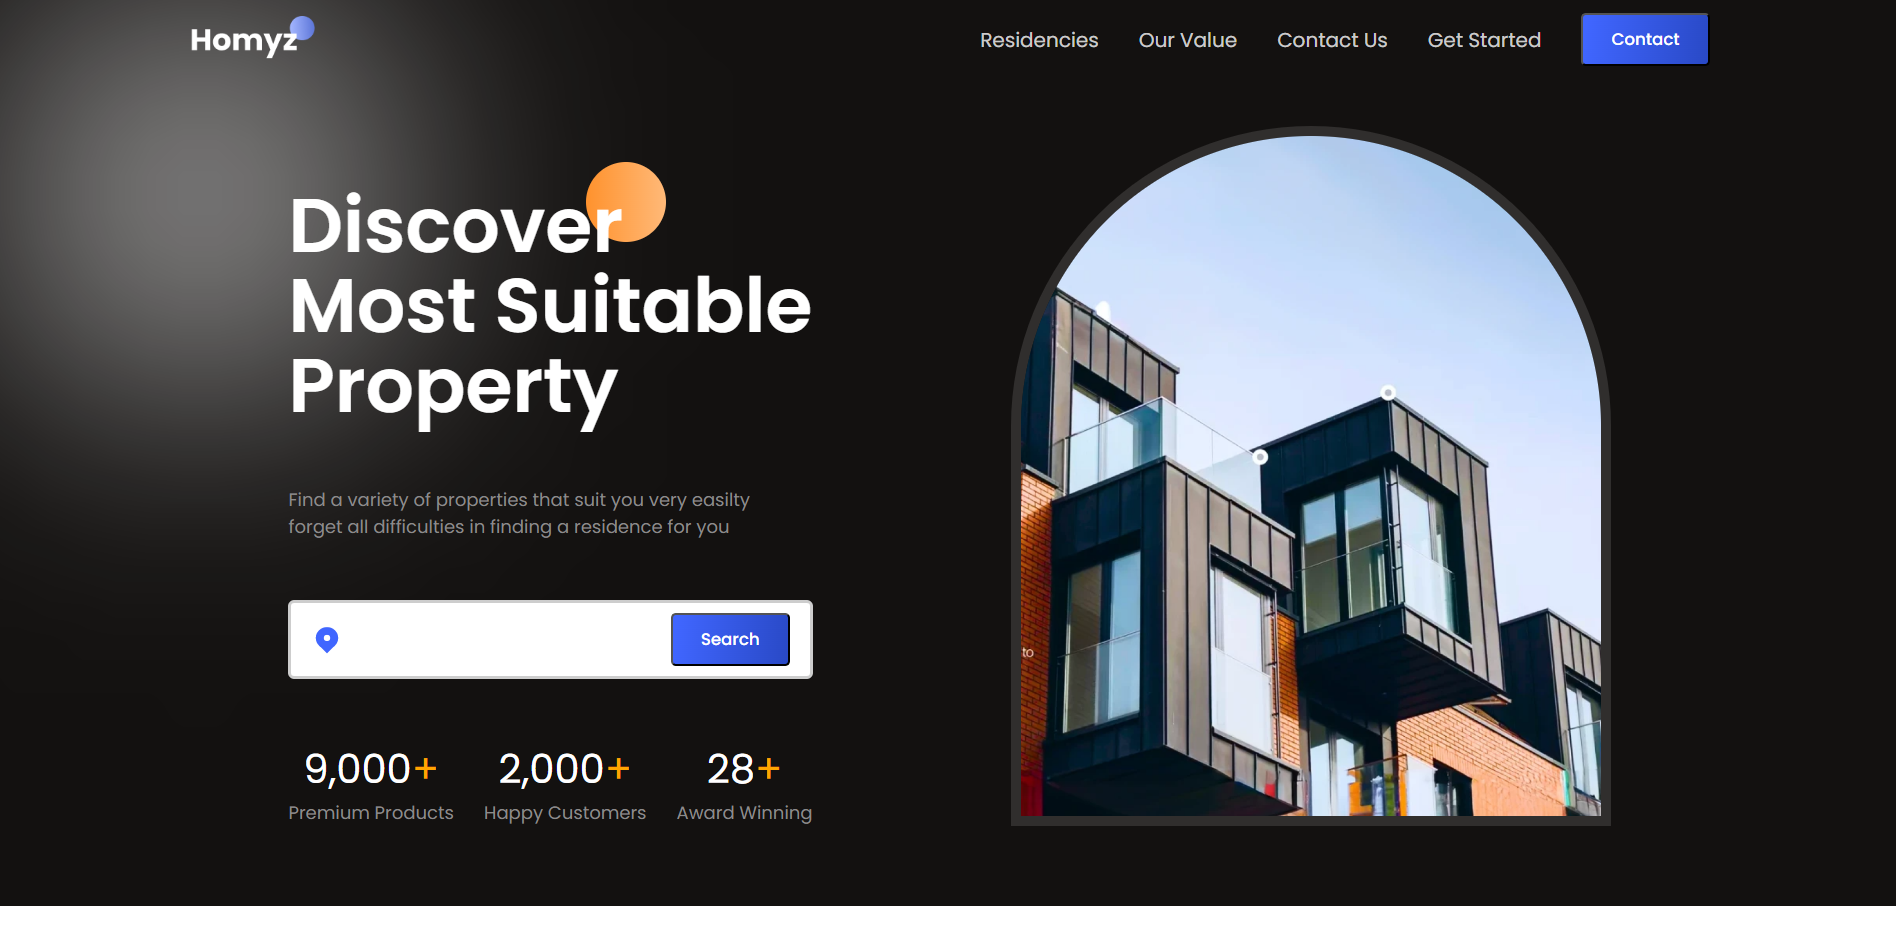 Homyz
Residencies
Our Value
Contact Us
Get Started
Contact
Discover
Most Suitable
Property
Find a variety of properties that suit you very easilty
forget all difficulties in finding a residence for you
Search
9,000+
2,000+
28+
Premium Products
Happy Customers
Award Winning
to